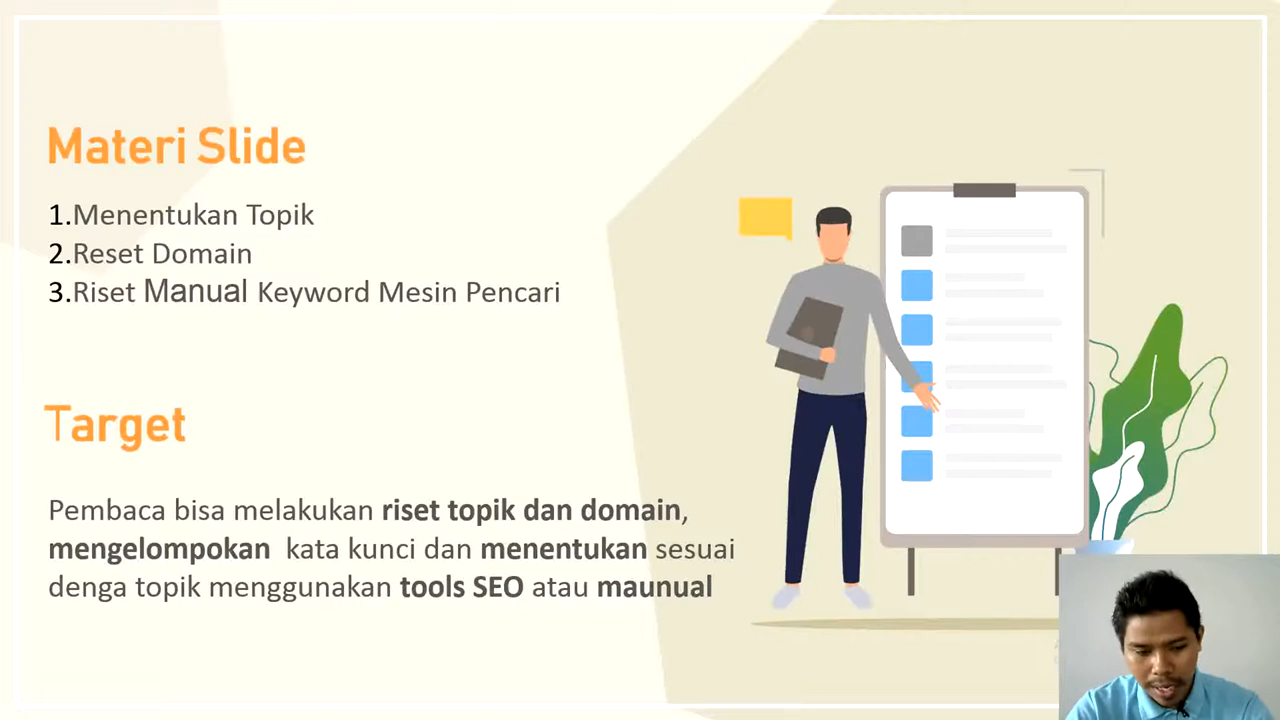 Materi Slide
1.Menentukan Topik
2.Reset Domain
3.Riset Manual Keyword Mesin Pencari
Target
Pembaca bisa melakukan riset topik dan domain,
mengelompokan kata kunci dan menentukan sesuai
denga topik menggunakan tools SEO atau maunual